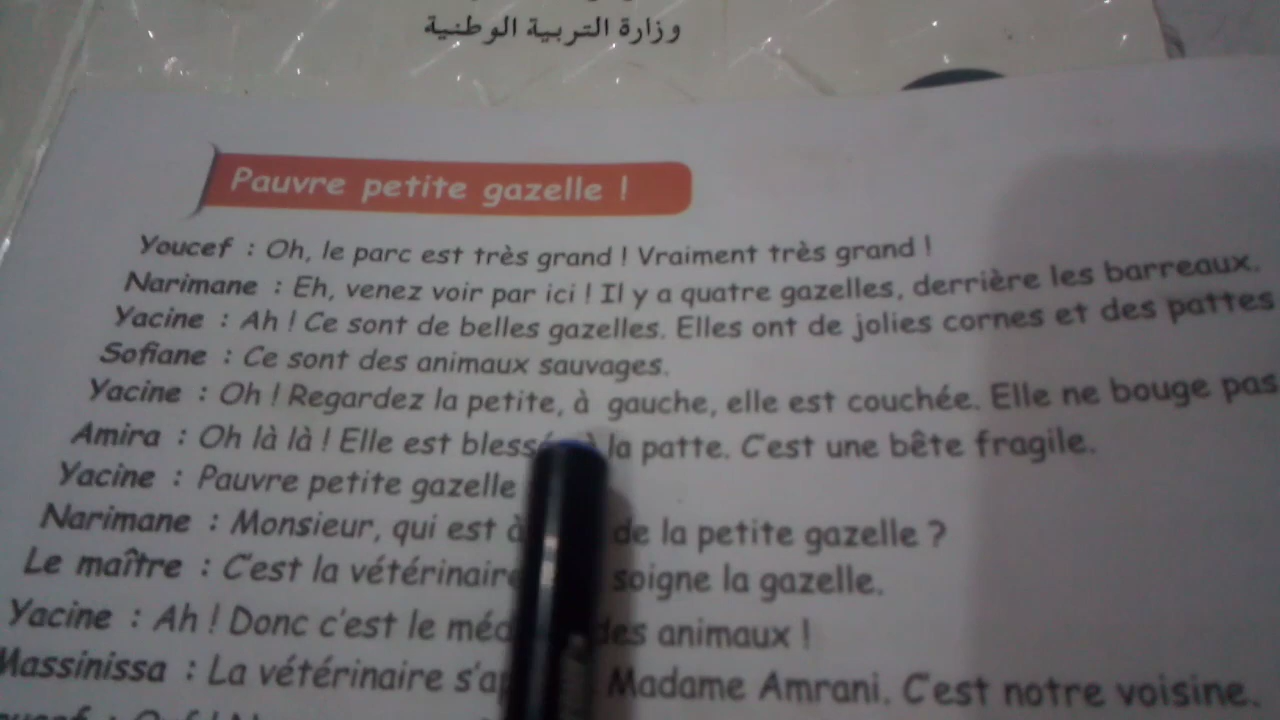 وزارة التربية الوطنية
Pauvre petite gazelle !
Youcef : Oh, le parc est très grand ! Vraiment très grand !
Narimane : Eh, venez voir par ici ! Il y a quatre gazelles, derrière les barreaux.
Yacine : Ah ! Ce sont de belles gazelles. Elles ont de jolies cornes et des pattes
Sofiane : Ce sont des animaux sauvages.
Yacine : Oh ! Regardez la petite, à gauche, elle est couchée. Elle ne bouge pas
Amira : Oh là là ! Elle est blessée à la patte. C'est une bête fragile.
Yacine : Pauvre petite gazelle
Narimane : Monsieur, qui est à de la petite gazelle ?
Le maître : C'est la vétérinaire soigne la gazelle.
Yacine : Ah ! Donc c'est le des animaux !
Massinissa : La vétérinaire Madame Amrani. C'est notre voisine.